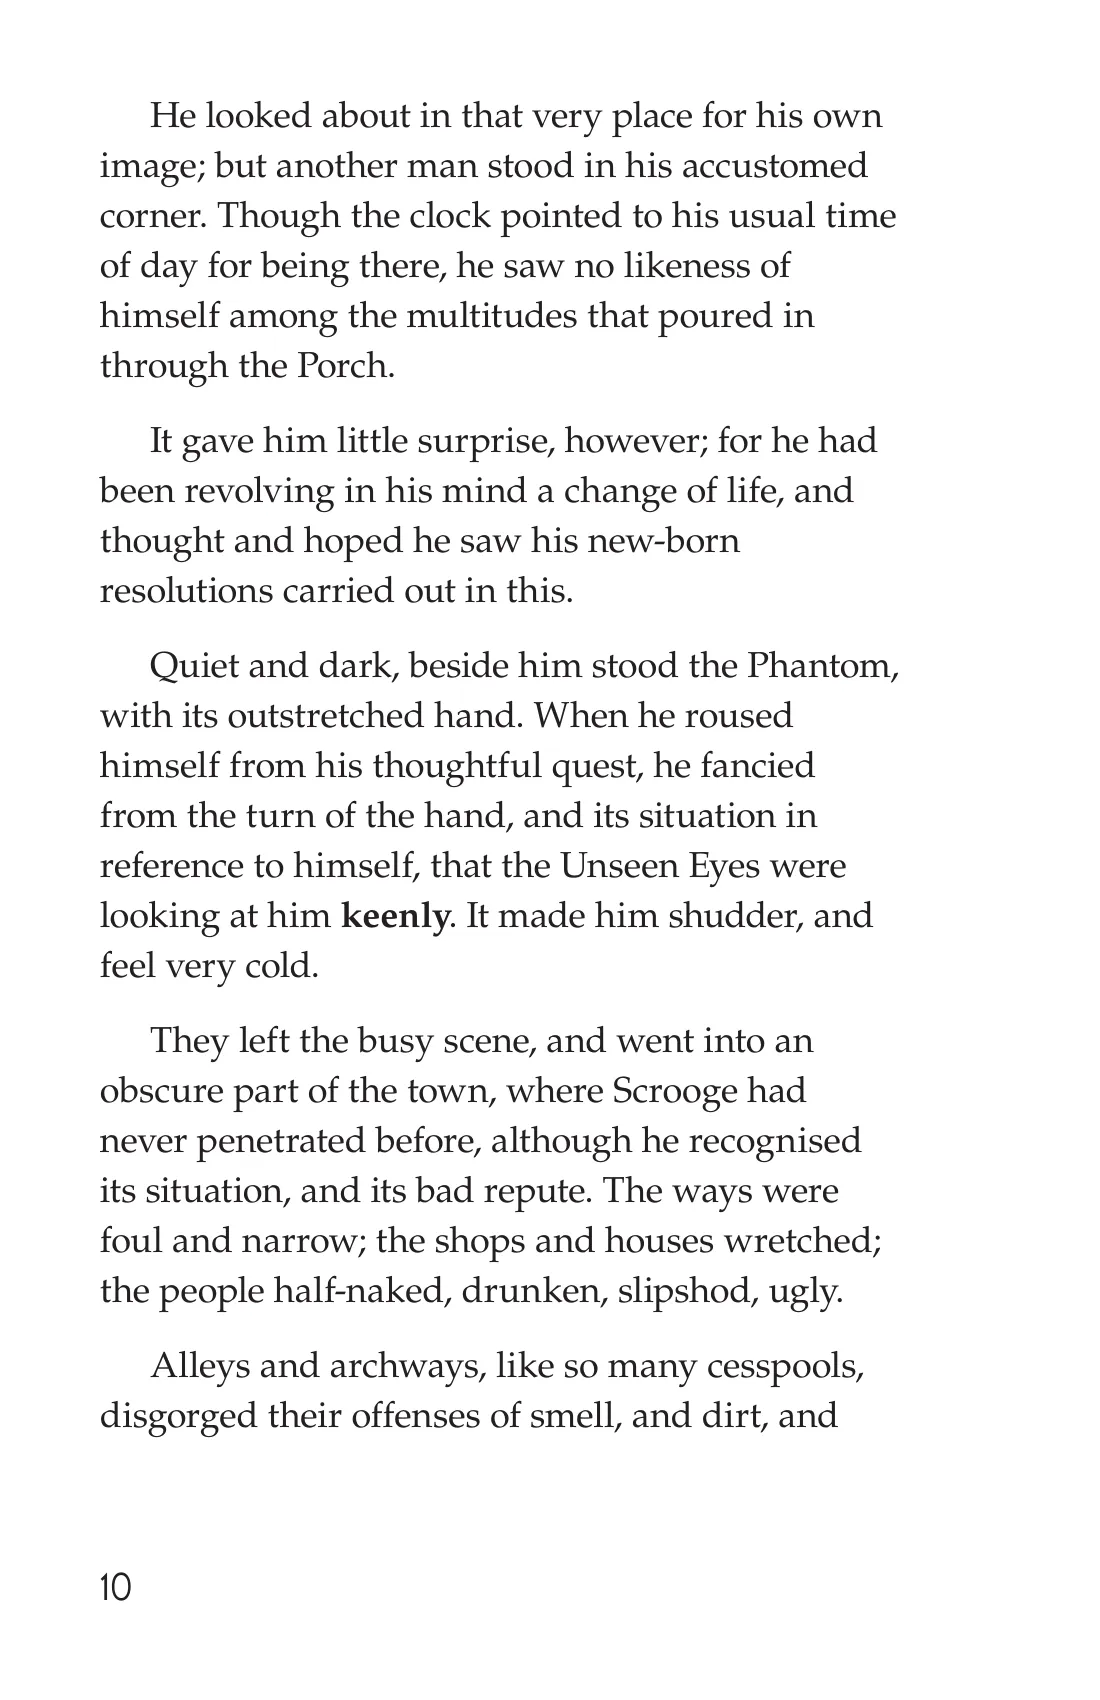 He looked about in that very place for his own
image; but another man stood in his accustomed
corner. Though the clock pointed to his usual time
of day for being there, he saw no likeness of
himself among the multitudes that poured in
through the Porch.
It gave him little surprise, however; for he had
been revolving in his mind a change of life, and
thought and hoped he saw his new-born
resolutions carried out in this.
Quiet and dark, beside him stood the Phantom,
with its outstretched hand. When he roused
himself from his thoughtful quest, he fancied
from the turn of the hand, and its situation in
reference to himself, that the Unseen Eyes were
looking at him keenly. It made him shudder, and
feel very cold.
They left the busy scene, and went into an
obscure part of the town, where Scrooge had
never penetrated before, although he recognised
its situation, and its bad repute. The ways were
foul and narrow; the shops and houses wretched;
the people half-naked, drunken, slipshod, ugly.
Alleys and archways, like so many cesspools,
disgorged their offenses of smell, and dirt, and
10